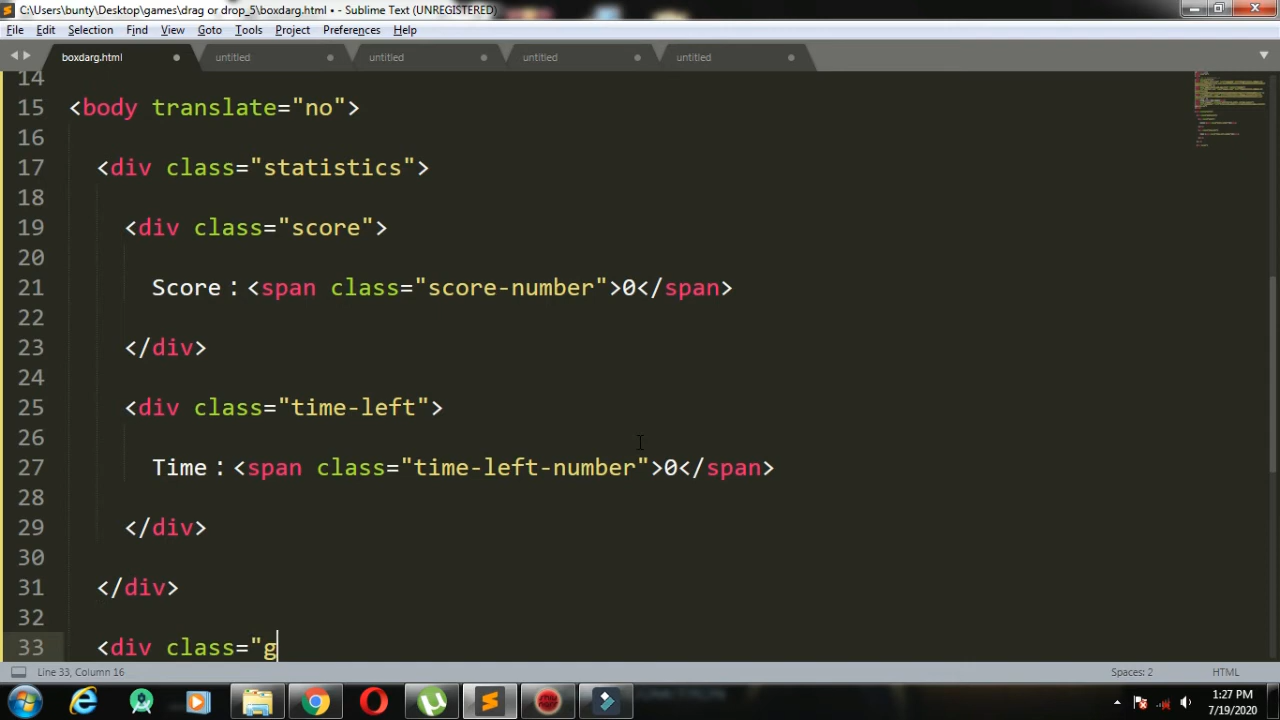 C:\Users\bunty\Desktop\games\drag or drop_5\boxdarg.html • - Sublime Text (UNREGISTERED)
File Edit Selection Find View Goto Tools Project Preferences Help
boxdarg.html untitled untitled untitled untitled
14
15 <body translate="no">
16
17 <div class="statistics">
18
19 <div class="score">
20
21 Score : <span class="score-number">0</span>
22
23 </div>
24
25 <div class="time-left">
26
27 Time : <span class="time-left-number">0</span>
28
29 </div>
30
31 </div>
32
33 <div class="g
Line 33, Column 16 Spaces: 2 HTML
1:27 PM
7/19/2020